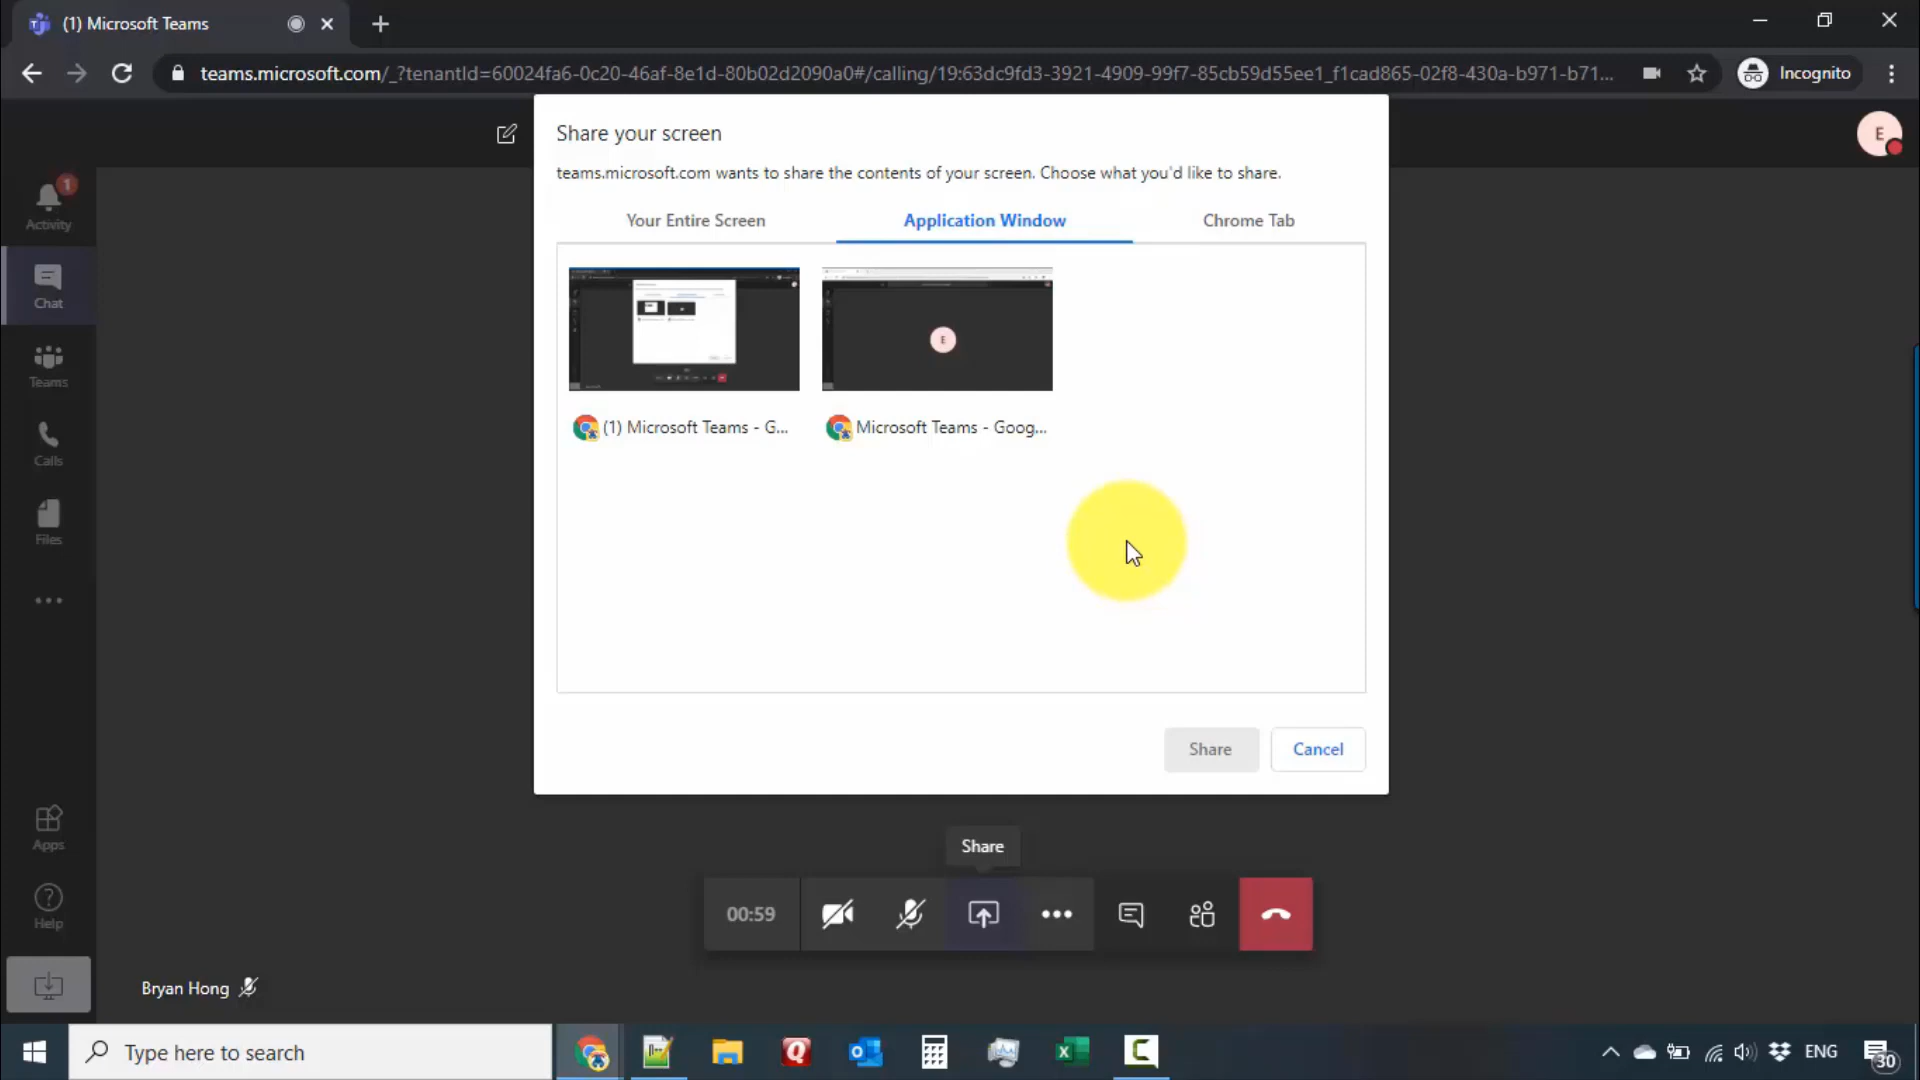 (1) Microsoft Teams
teams.microsoft.com/_?tenantId=60024fa6-0c20-46af-8e1d-80b02d2090a0#/calling/19:63dc9fd3-3921-4909-99f7-85cb59d55ee1_f1cad865-02f8-430a-b971-b71...
Incognito
Share your screen
teams.microsoft.com wants to share the contents of your screen. Choose what you'd like to share.
Your Entire Screen
Application Window
Chrome Tab
E
1
Activity
Chat
Teams
Calls
Files
E
(1) Microsoft Teams - G...
Microsoft Teams - Goog...
Share
Cancel
Apps
Help
Share
00:59
Bryan Hong
Type here to search
ENG
30